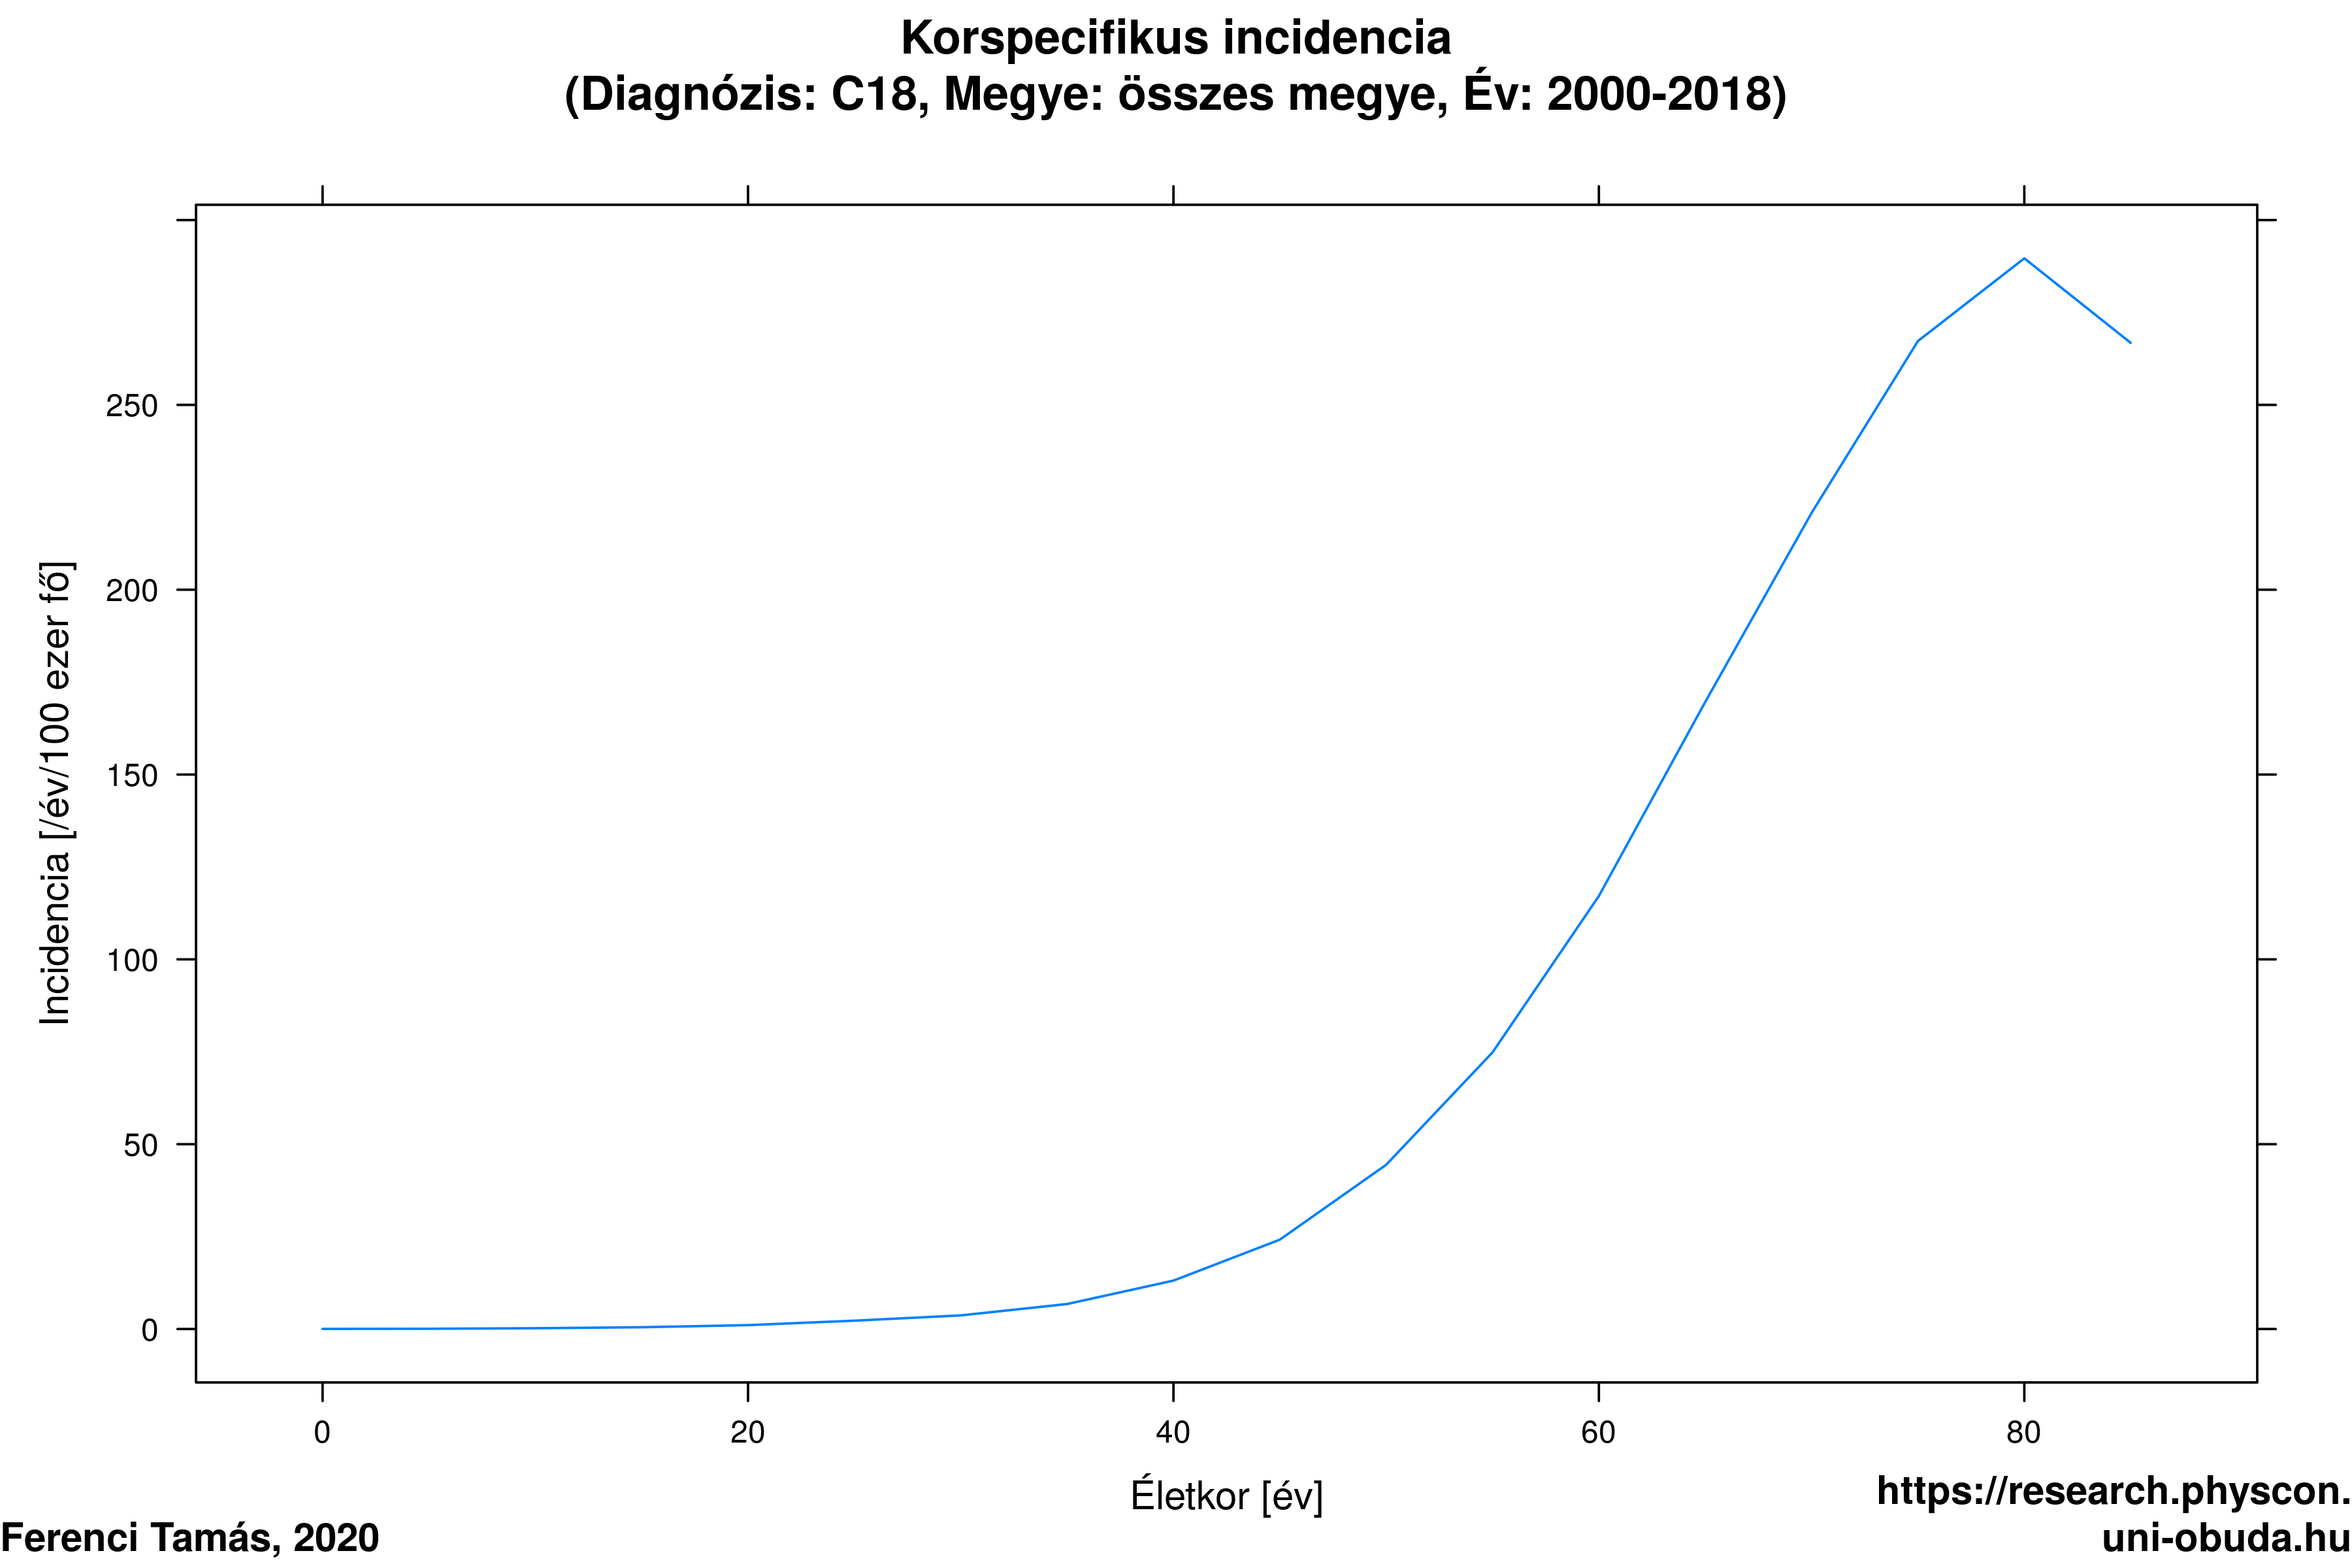 Korspecifikus incidencia
(Diagnózis: C18, Megye: összes megye, Év: 2000-2018)
Incidencia [/év/100 ezer fő]
250
200
150
100
50
0
0 20 40 60 80
Életkor [év]
Ferenci Tamás, 2020
https://research.physcon.
uni-obuda.hu